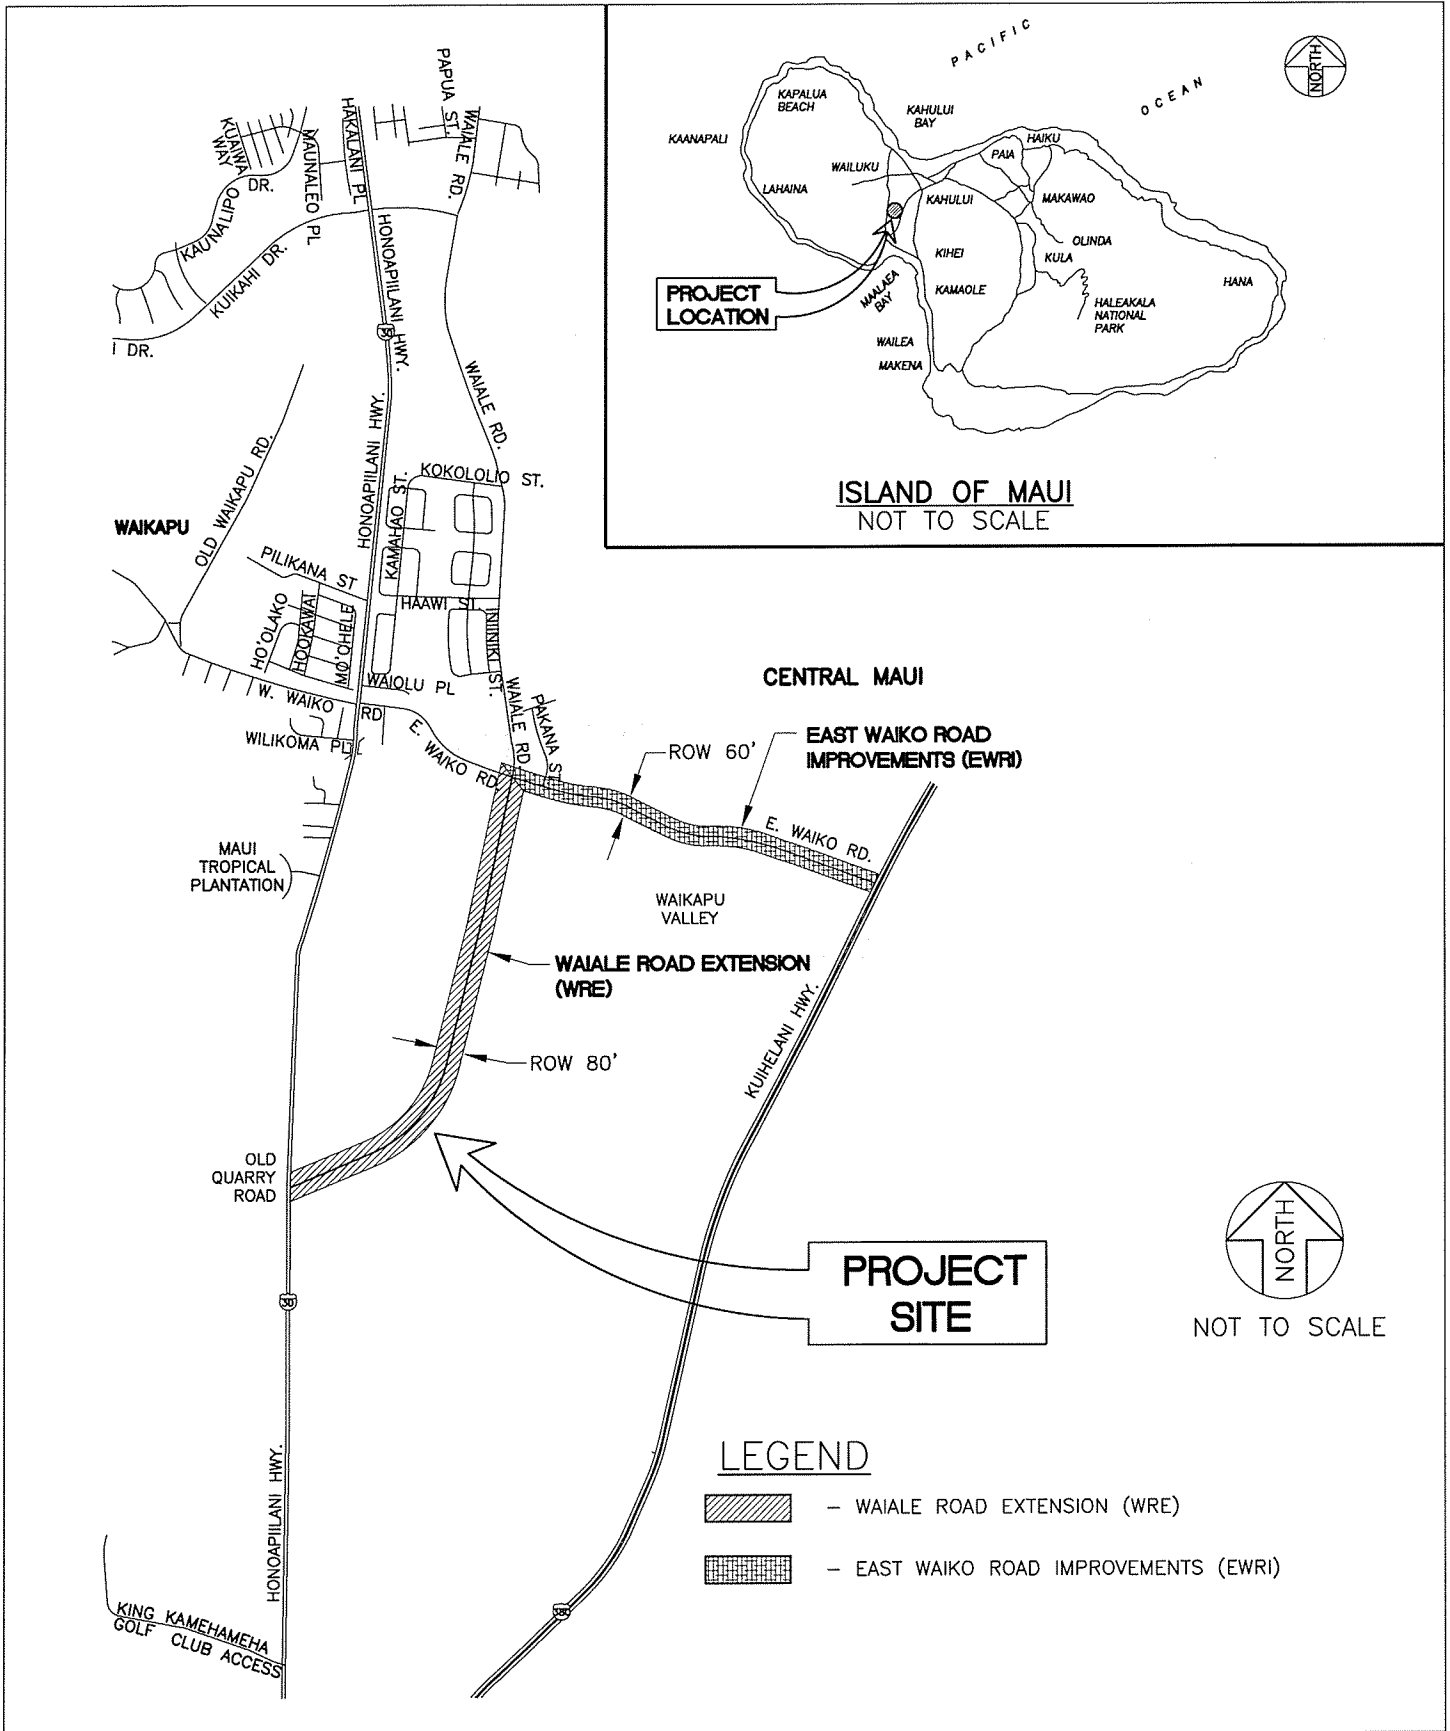 PACIFIC
OCEAN
NORTH
KAPALUA
BEACH
KAHULUI
BAY
KAANAPALI
HAIKU
PAIA
WAILUKU
LAHAINA
KAHULUI
MAKAWAO
OLINDA
KIHEI
KULA
HANA
KAMAOLE
MAALAEA
BAY
HALEAKALA
NATIONAL
PARK
PROJECT
LOCATION
WAILEA
MAKENA
ISLAND OF MAUI
NOT TO SCALE
PAPUA ST.
WAIALE RD.
HAKALANI PL
MAUNALEO PL
KUAIWA
WAY
KAUNALIPO
DR.
KUIKAHI DR.
I DR.
HONOAPIILANI HWY.
30
WAIALE RD.
HONOAPIILANI HWY.
KOKOLOLIO ST.
KAMAHAO ST.
OLD WAIKAPU RD.
WAIKAPU
PILIKANA ST
HAAWI ST.
HO'OLAKO
HOOKAWAI
MO'OHELE
INIINIKI ST.
WAIOLU PL
W. WAIKO RD
WAIALE RD.
PAKANA ST.
WILIKOMA PL
E. WAIKO RD.
CENTRAL MAUI
ROW 60'
EAST WAIKO ROAD
IMPROVEMENTS (EWRI)
E. WAIKO RD.
MAUI
TROPICAL
PLANTATION
WAIKAPU
VALLEY
WAIALE ROAD EXTENSION
(WRE)
KUIHELANI HWY.
ROW 80'
OLD
QUARRY
ROAD
PROJECT
SITE
NORTH
NOT TO SCALE
30
HONOAPIILANI HWY.
LEGEND
– WAIALE ROAD EXTENSION (WRE)
– EAST WAIKO ROAD IMPROVEMENTS (EWRI)
380
KING KAMEHAMEHA
GOLF CLUB ACCESS